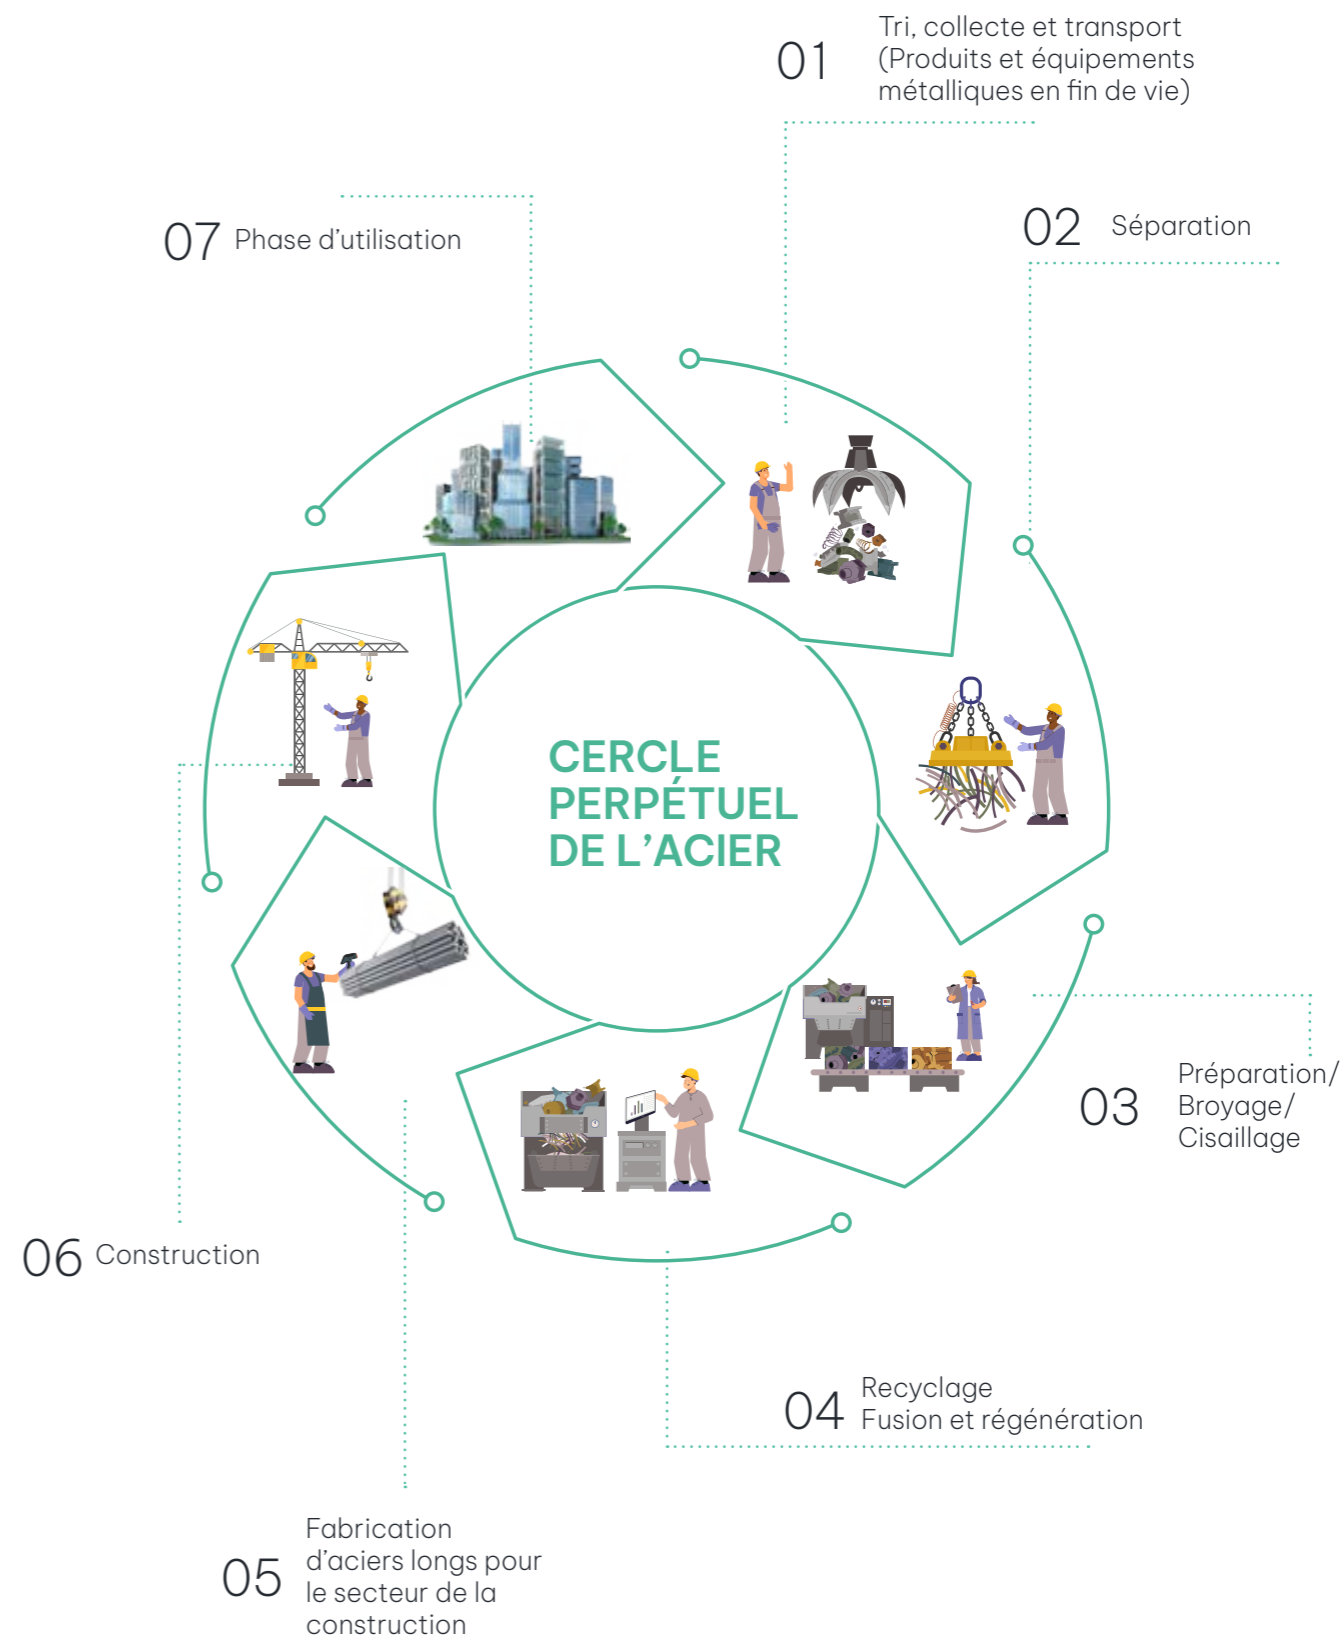 01
Tri, collecte et transport
(Produits et équipements
métalliques en fin de vie)
02
Séparation
07
Phase d’utilisation
CERCLE
PERPÉTUEL
DE L’ACIER
03
Préparation/
Broyage/
Cisaillage
06
Construction
04
Recyclage
Fusion et régénération
05
Fabrication
d’aciers longs pour
le secteur de la
construction